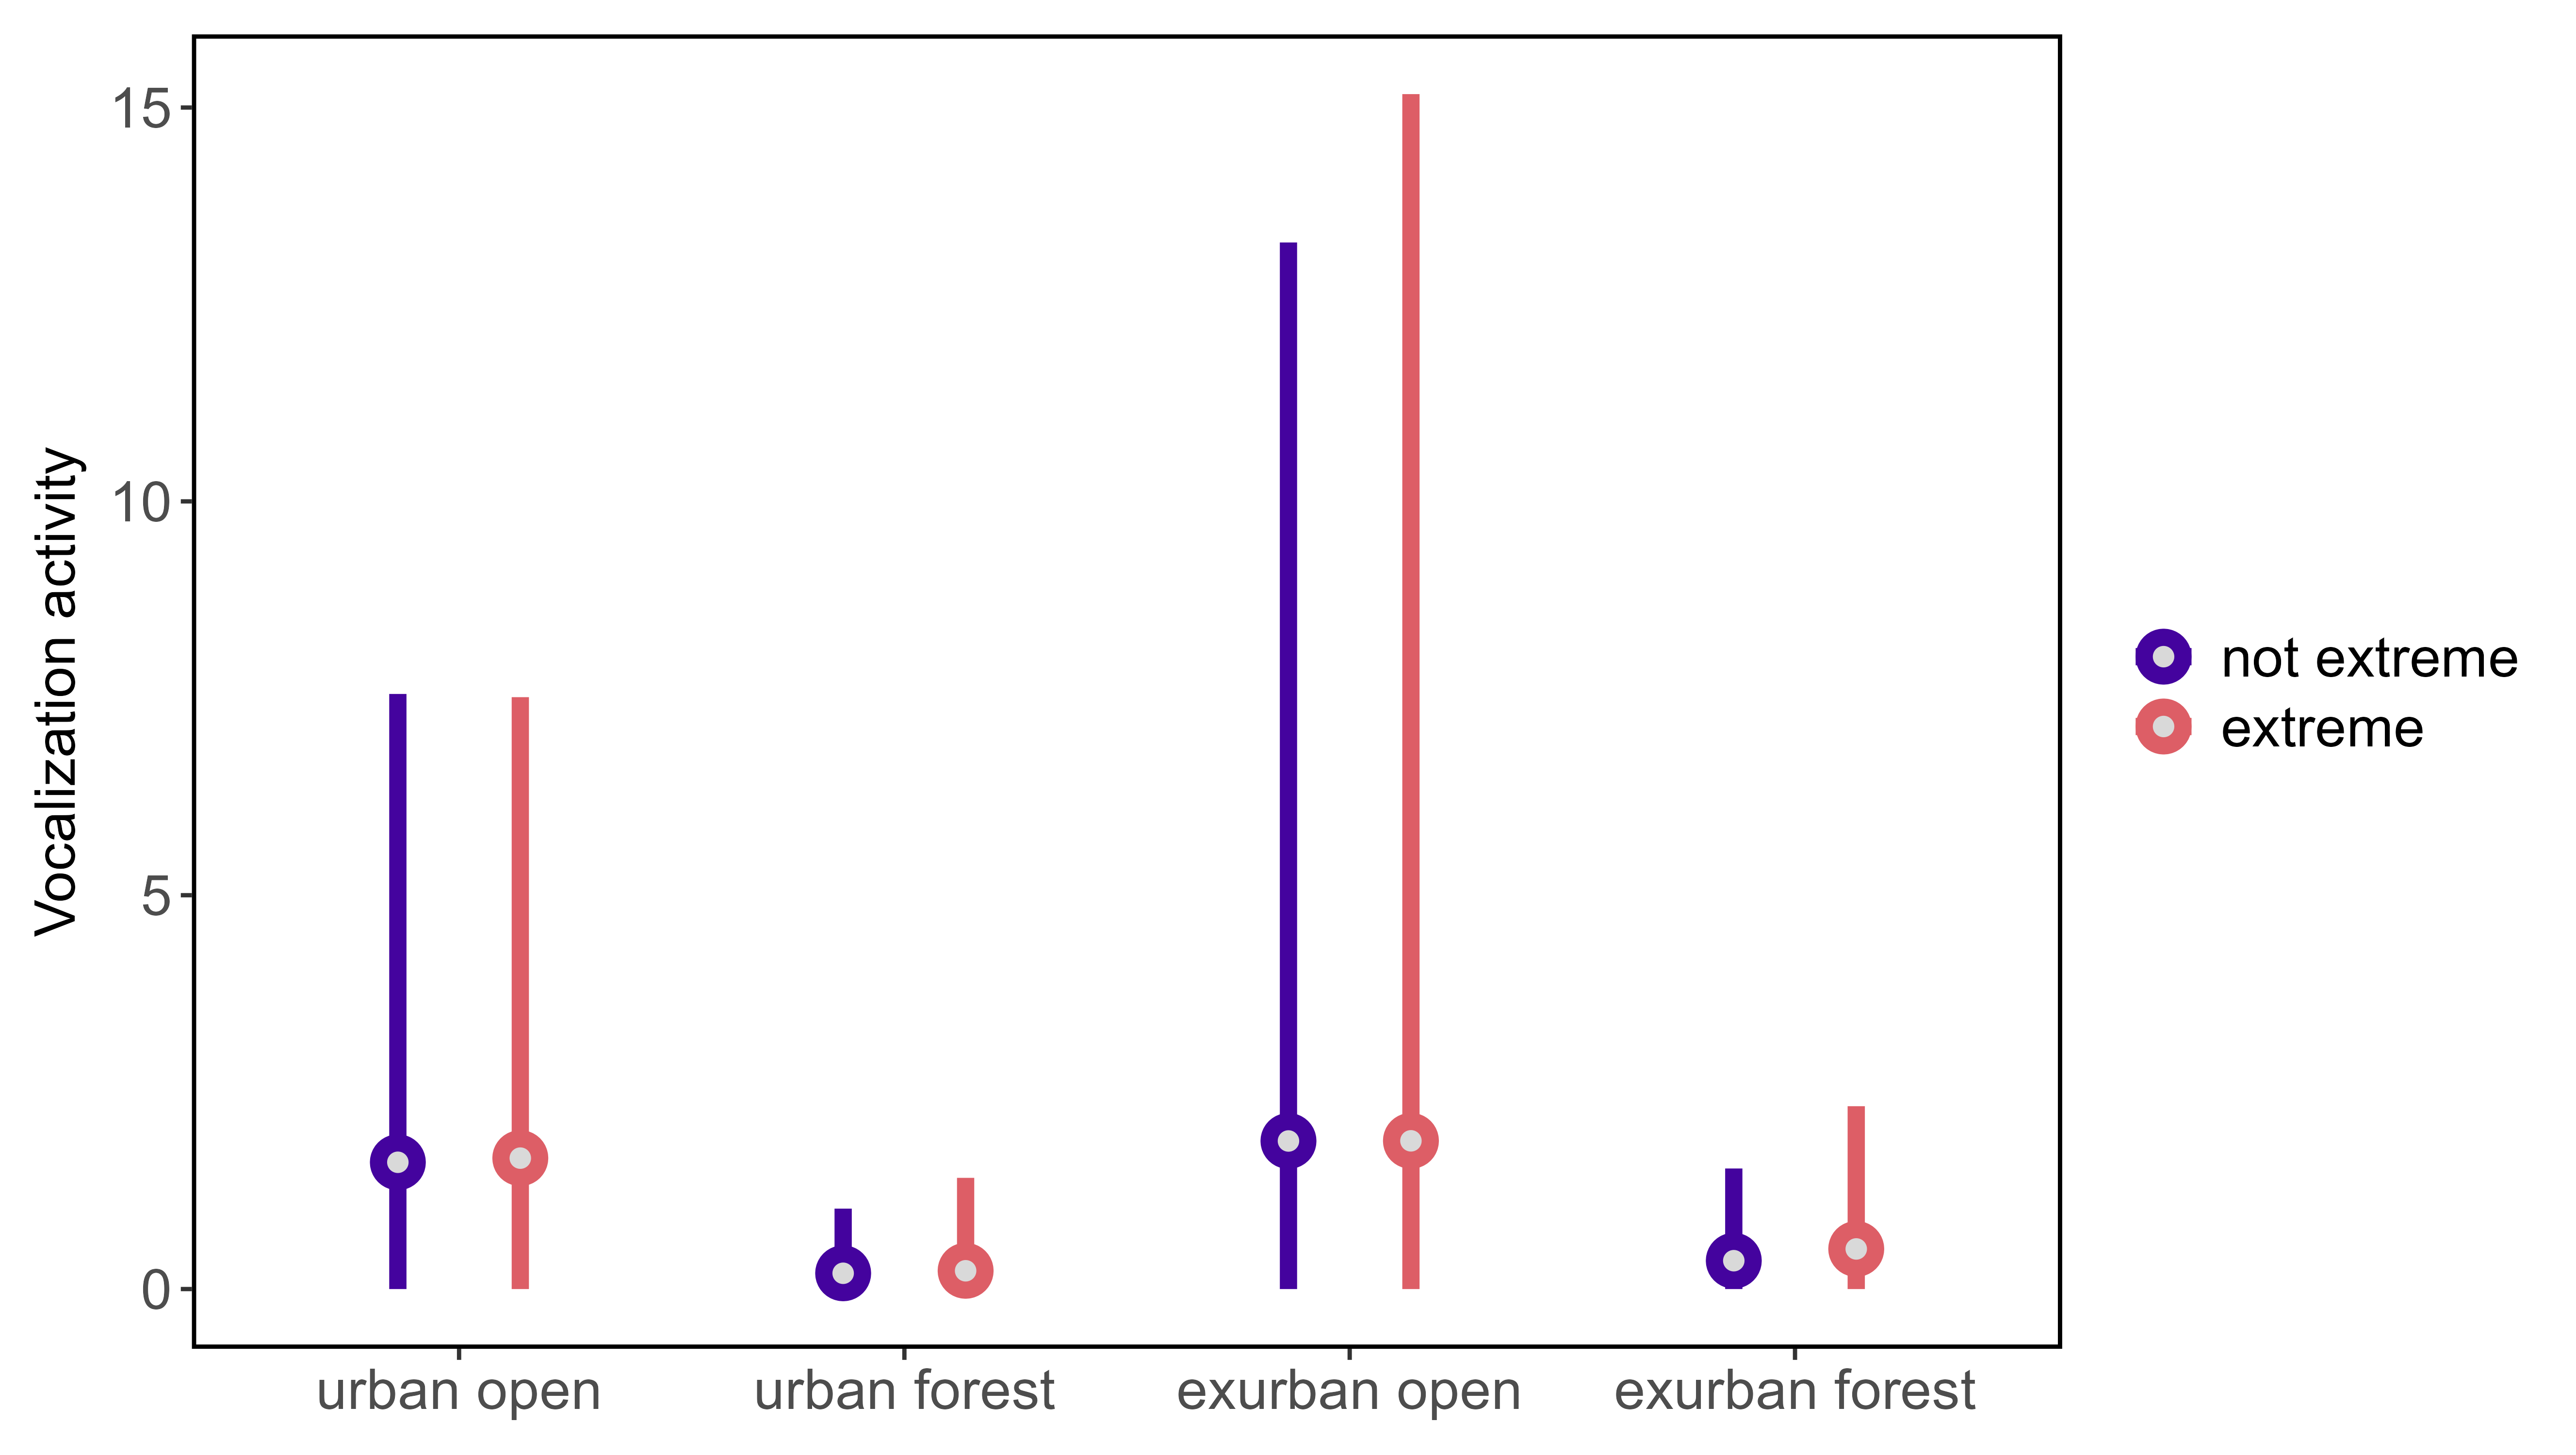 Vocalization activity
15
10
5
0
urban open
urban forest
exurban open
exurban forest
not extreme
extreme